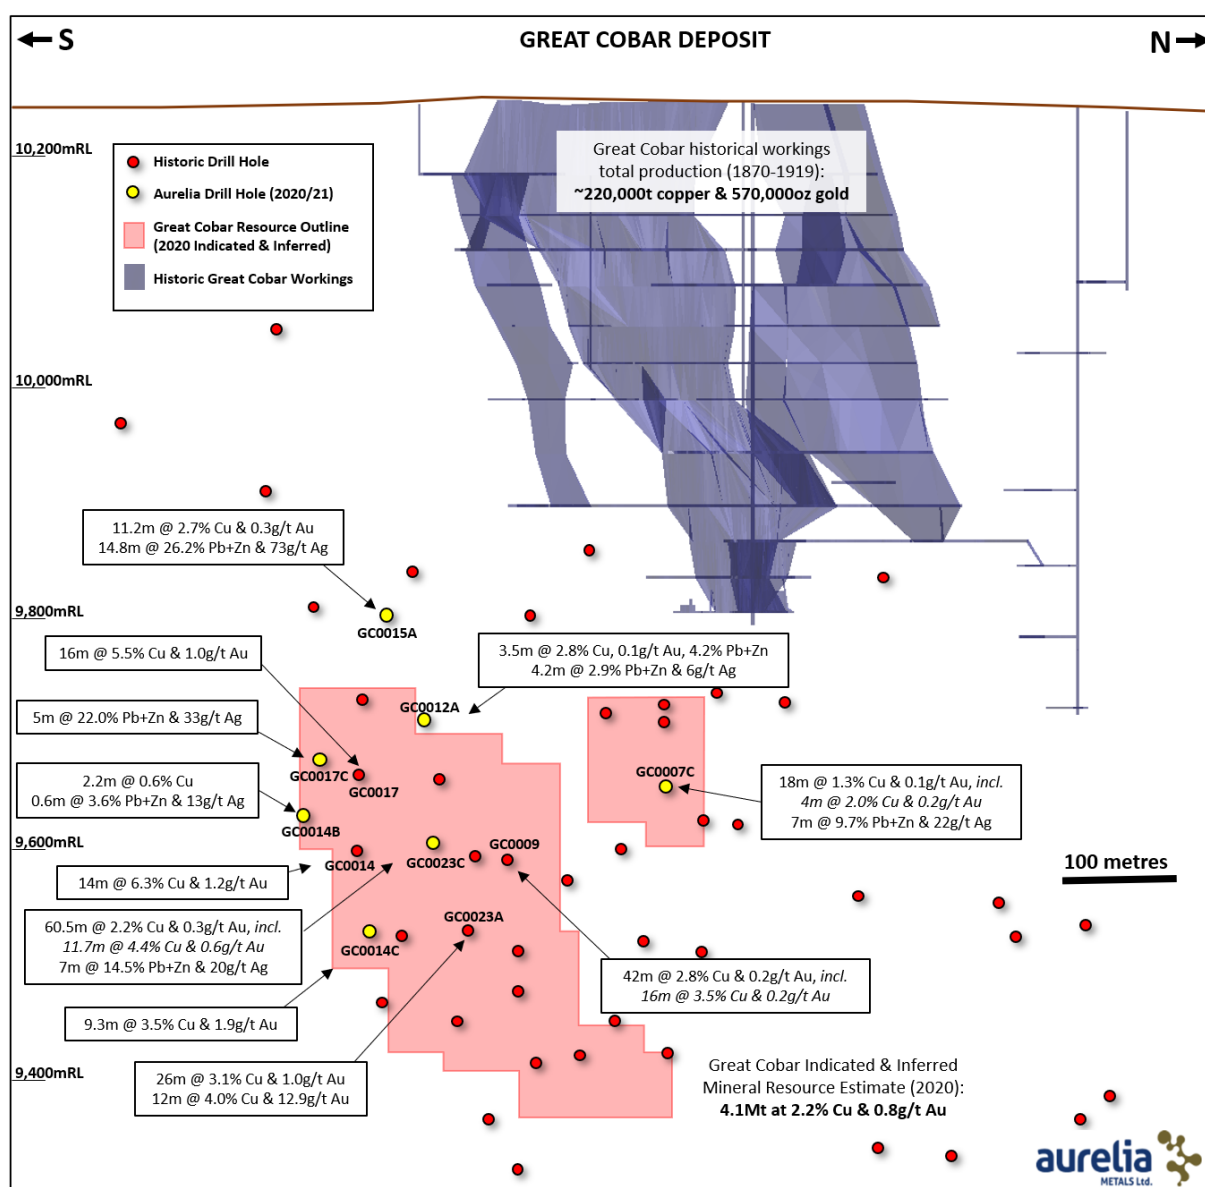 S
GREAT COBAR DEPOSIT
N
10,200mRL
Historic Drill Hole
Aurelia Drill Hole (2020/21)
Great Cobar Resource Outline
(2020 Indicated & Inferred)
Historic Great Cobar Workings
Great Cobar historical workings
total production (1870-1919):
~220,000t copper & 570,000oz gold
10,000mRL
11.2m @ 2.7% Cu & 0.3g/t Au
14.8m @ 26.2% Pb+Zn & 73g/t Ag
9,800mRL
GC0015A
16m @ 5.5% Cu & 1.0g/t Au
3.5m @ 2.8% Cu, 0.1g/t Au, 4.2% Pb+Zn
4.2m @ 2.9% Pb+Zn & 6g/t Ag
GC0012A
5m @ 22.0% Pb+Zn & 33g/t Ag
GC0017C
GC0017
GC0007C
2.2m @ 0.6% Cu
0.6m @ 3.6% Pb+Zn & 13g/t Ag
18m @ 1.3% Cu & 0.1g/t Au, incl.
4m @ 2.0% Cu & 0.2g/t Au
7m @ 9.7% Pb+Zn & 22g/t Ag
GC0014B
9,600mRL
GC0014
GC0023C
GC0009
100 metres
14m @ 6.3% Cu & 1.2g/t Au
60.5m @ 2.2% Cu & 0.3g/t Au, incl.
11.7m @ 4.4% Cu & 0.6g/t Au
7m @ 14.5% Pb+Zn & 20g/t Ag
GC0023A
GC0014C
42m @ 2.8% Cu & 0.2g/t Au, incl.
16m @ 3.5% Cu & 0.2g/t Au
9.3m @ 3.5% Cu & 1.9g/t Au
9,400mRL
26m @ 3.1% Cu & 1.0g/t Au
12m @ 4.0% Cu & 12.9g/t Au
Great Cobar Indicated & Inferred
Mineral Resource Estimate (2020):
4.1Mt at 2.2% Cu & 0.8g/t Au
aurelia
METALS Ltd.